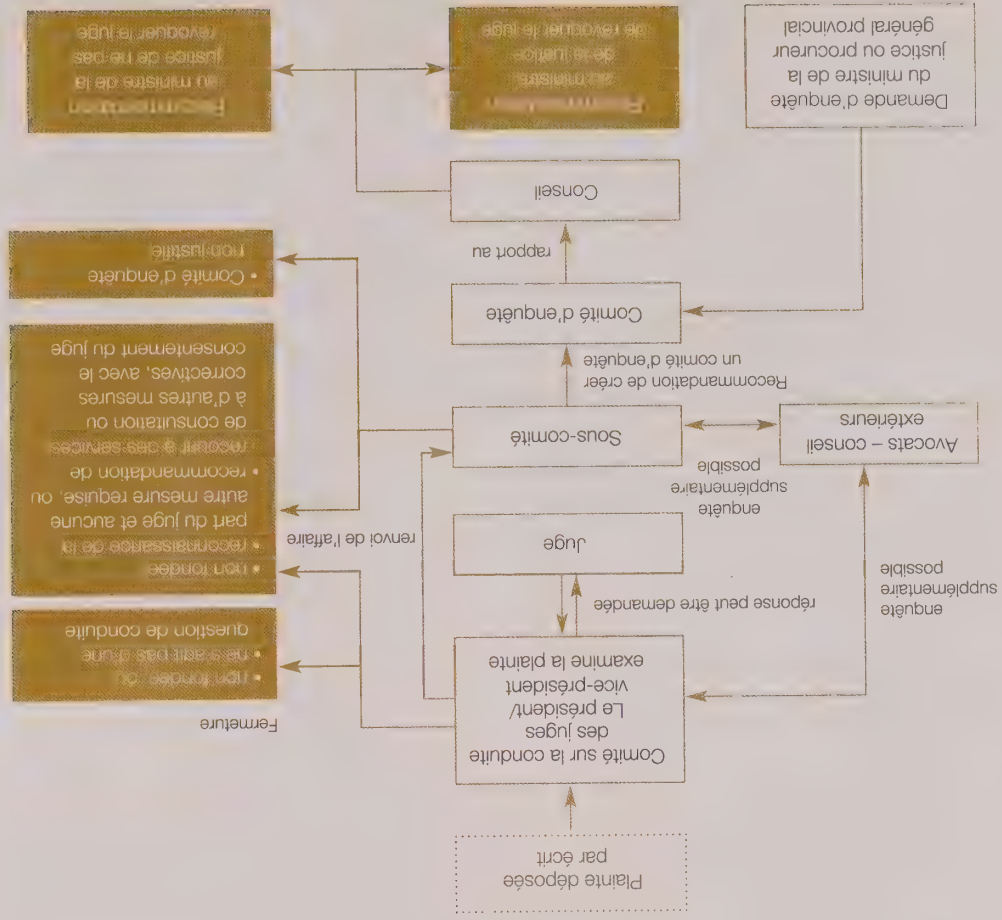 Plainte déposée
par écrit
Comité sur la conduite
des juges
Le président/
vice-président
examine la plainte
Fermeture
• non fondée, ou
• ne s'agit pas d'une
question de conduite
enquête
supplémentaire
possible
réponse peut être demandée
Juge
renvoi de l'affaire
• non fondée
• reconnaissance de la
part du juge et aucune
autre mesure requise, ou
• recommandation de
recourir à des services
de consultation ou
à d'autres mesures
correctives, avec le
consentement du juge
enquête
supplémentaire
possible
Avocats – conseil
extérieurs
Sous-comité
Recommandation de créer
un comité d'enquête
• Comité d'enquête
non justifié
Comité d'enquête
rapport au
Conseil
Demande d'enquête
du ministre de la
justice ou procureur
général provincial
Recommandation
au ministre
de la justice
de révoquer le juge
Recommandation
au ministre de la
justice de ne pas
révoquer le juge